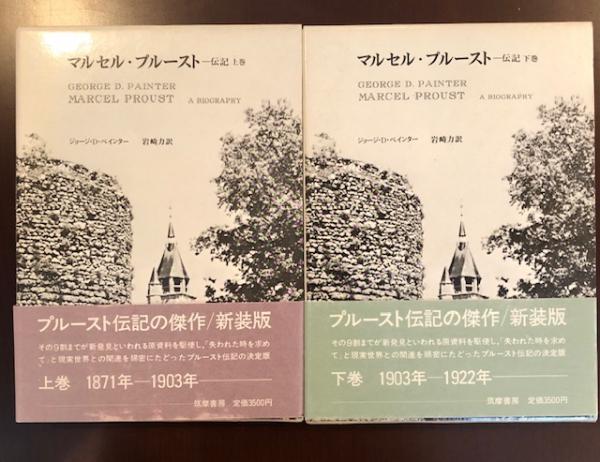 マルセル・プルースト―伝記 上巻
GEORGE D. PAINTER
MARCEL PROUST A BIOGRAPHY
ジョージ・D・ペインター 岩崎力訳
プルースト伝記の傑作/新装版
その9割までが新発見といわれる原資料を駆使し、「失われた時を求め
て」と現実世界との関連を綿密にたどったプルースト伝記の決定版
上巻 1871年―1903年―
筑摩書房 定価3500円
マルセル・プルースト―伝記 下巻
GEORGE D. PAINTER
MARCEL PROUST A BIOGRAPHY
ジョージ・D・ペインター 岩崎力訳
プルースト伝記の傑作/新装版
その9割までが新発見といわれる原資料を駆使し、「失われた時を求め
て」と現実世界との関連を綿密にたどったプルースト伝記の決定版
下巻 1903年―1922年―
筑摩書房 定価3500円